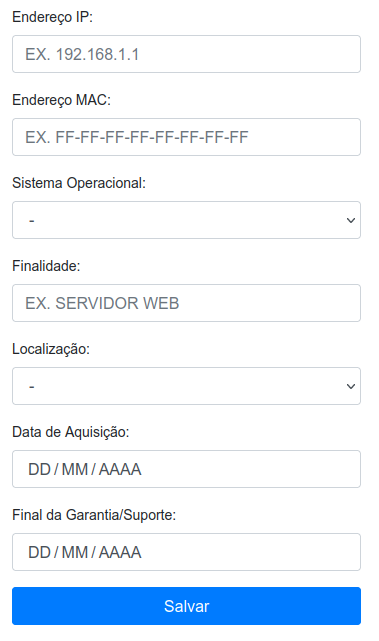 Endereço IP:
EX. 192.168.1.1
Endereço MAC:
EX. FF-FF-FF-FF-FF-FF-FF-FF
Sistema Operacional:
-
Finalidade:
EX. SERVIDOR WEB
Localização:
-
Data de Aquisição:
DD / MM / AAAA
Final da Garantia/Suporte:
DD / MM / AAAA
Salvar